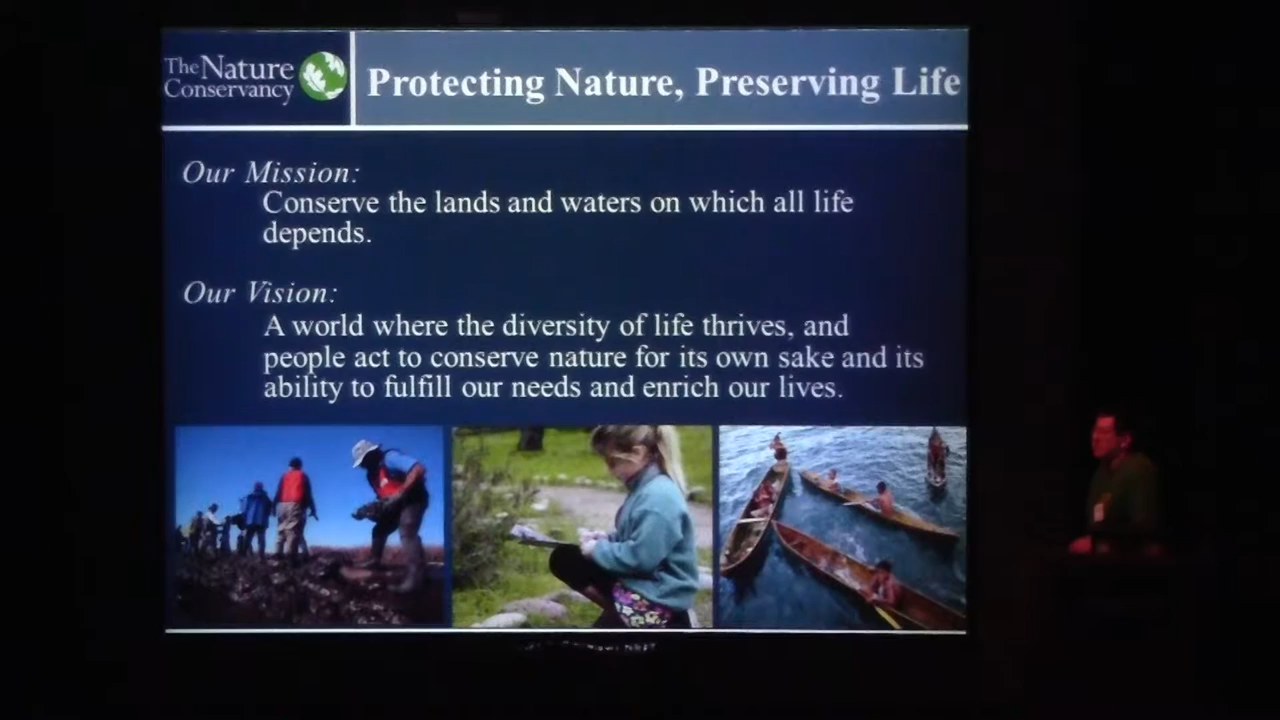 The Nature
Conservancy
Protecting Nature, Preserving Life
Our Mission:
Conserve the lands and waters on which all life
depends.
Our Vision:
A world where the diversity of life thrives, and
people act to conserve nature for its own sake and its
ability to fulfill our needs and enrich our lives.